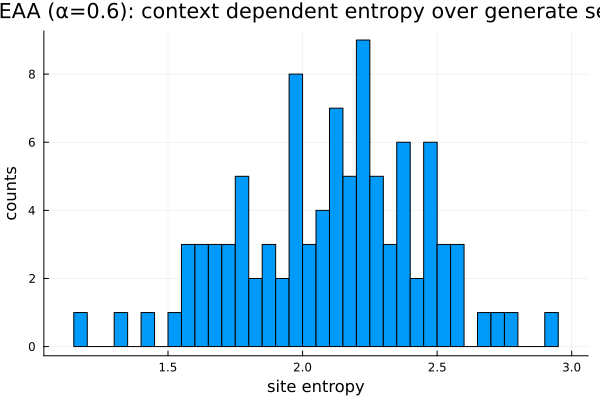 EAA (α=0.6): context dependent entropy over generate se
counts
8
6
4
2
0
1.5 2.0 2.5 3.0
site entropy